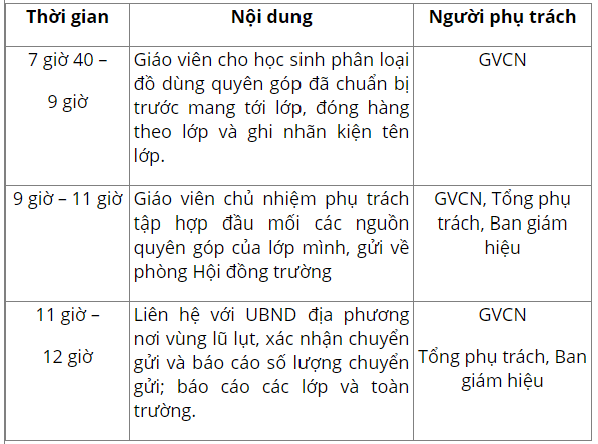 Thời gian
Nội dung
Người phụ trách
7 giờ 40 –
9 giờ
Giáo viên cho học sinh phân loại
đồ dùng quyên góp đã chuẩn bị
trước mang tới lớp, đóng hàng
theo lớp và ghi nhãn kiện tên
lớp.
GVCN
9 giờ – 11 giờ
Giáo viên chủ nhiệm phụ trách
tập hợp đầu mối các nguồn
quyên góp của lớp mình, gửi về
phòng Hội đồng trường
GVCN, Tổng phụ
trách, Ban giám
hiệu
11 giờ –
12 giờ
Liên hệ với UBND địa phương
nơi vùng lũ lụt, xác nhận chuyển
gửi và báo cáo số lượng chuyển
gửi; báo cáo các lớp và toàn
trường.
GVCN
Tổng phụ trách, Ban
giám hiệu